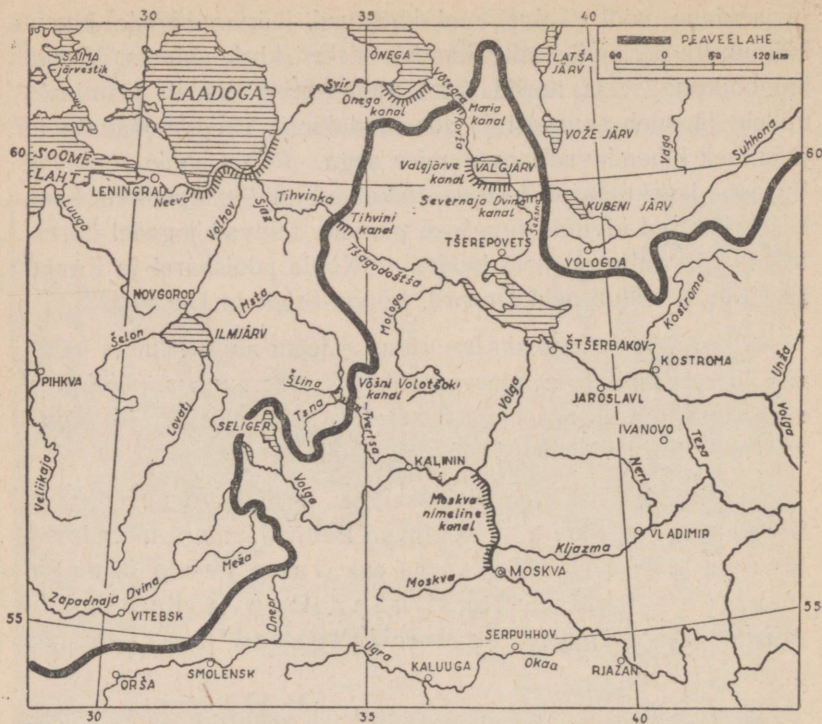 30
35
40
PEAVEELAHE
60 0 60 120 km
SAIMA
järvestik
LAADOGA
ONEGA
LATŠA
JÄRV
Svir
Onega
kanal
Võtegra
Maria
kanal
Kovža
VOŽE JÄRV
Vaga
Suhhona
60
60
SOOME
LAHT
LENINGRAD
Neeva
Valgjärve
kanal
VALGJÄRV
Severnaja Dvina
kanal
Šeksna
KUBENI JÄRV
Luuga
Volhov
Sjas
Tihvinka
Tihvini
kanal
Tšagodoštša
TŠEREPOVETS
VOLOGDA
Kostroma
NOVGOROD
Msta
Mologa
Šelon
ILMJÄRV
ŠTŠERBAKOV
KOSTROMA
PIHKVA
Šlina
Võšni Volotšok
kanal
Tsna
Tvertsa
Volga
JAROSLAVL
Unža
Volga
Lovat
SELIGER
IVANOVO
Teza
Velikaja
Volga
KALININ
Nerl
Moskva-
nimeline
kanal
VLADIMIR
Kljazma
Meža
Moskva
MOSKVA
Zapadnaja Dvina
55
55
VITEBSK
Dnepr
SERPUHHOV
Ugra
Okaa
ORŠA
SMOLENSK
KALUUGA
RJAZAN
30
35
40